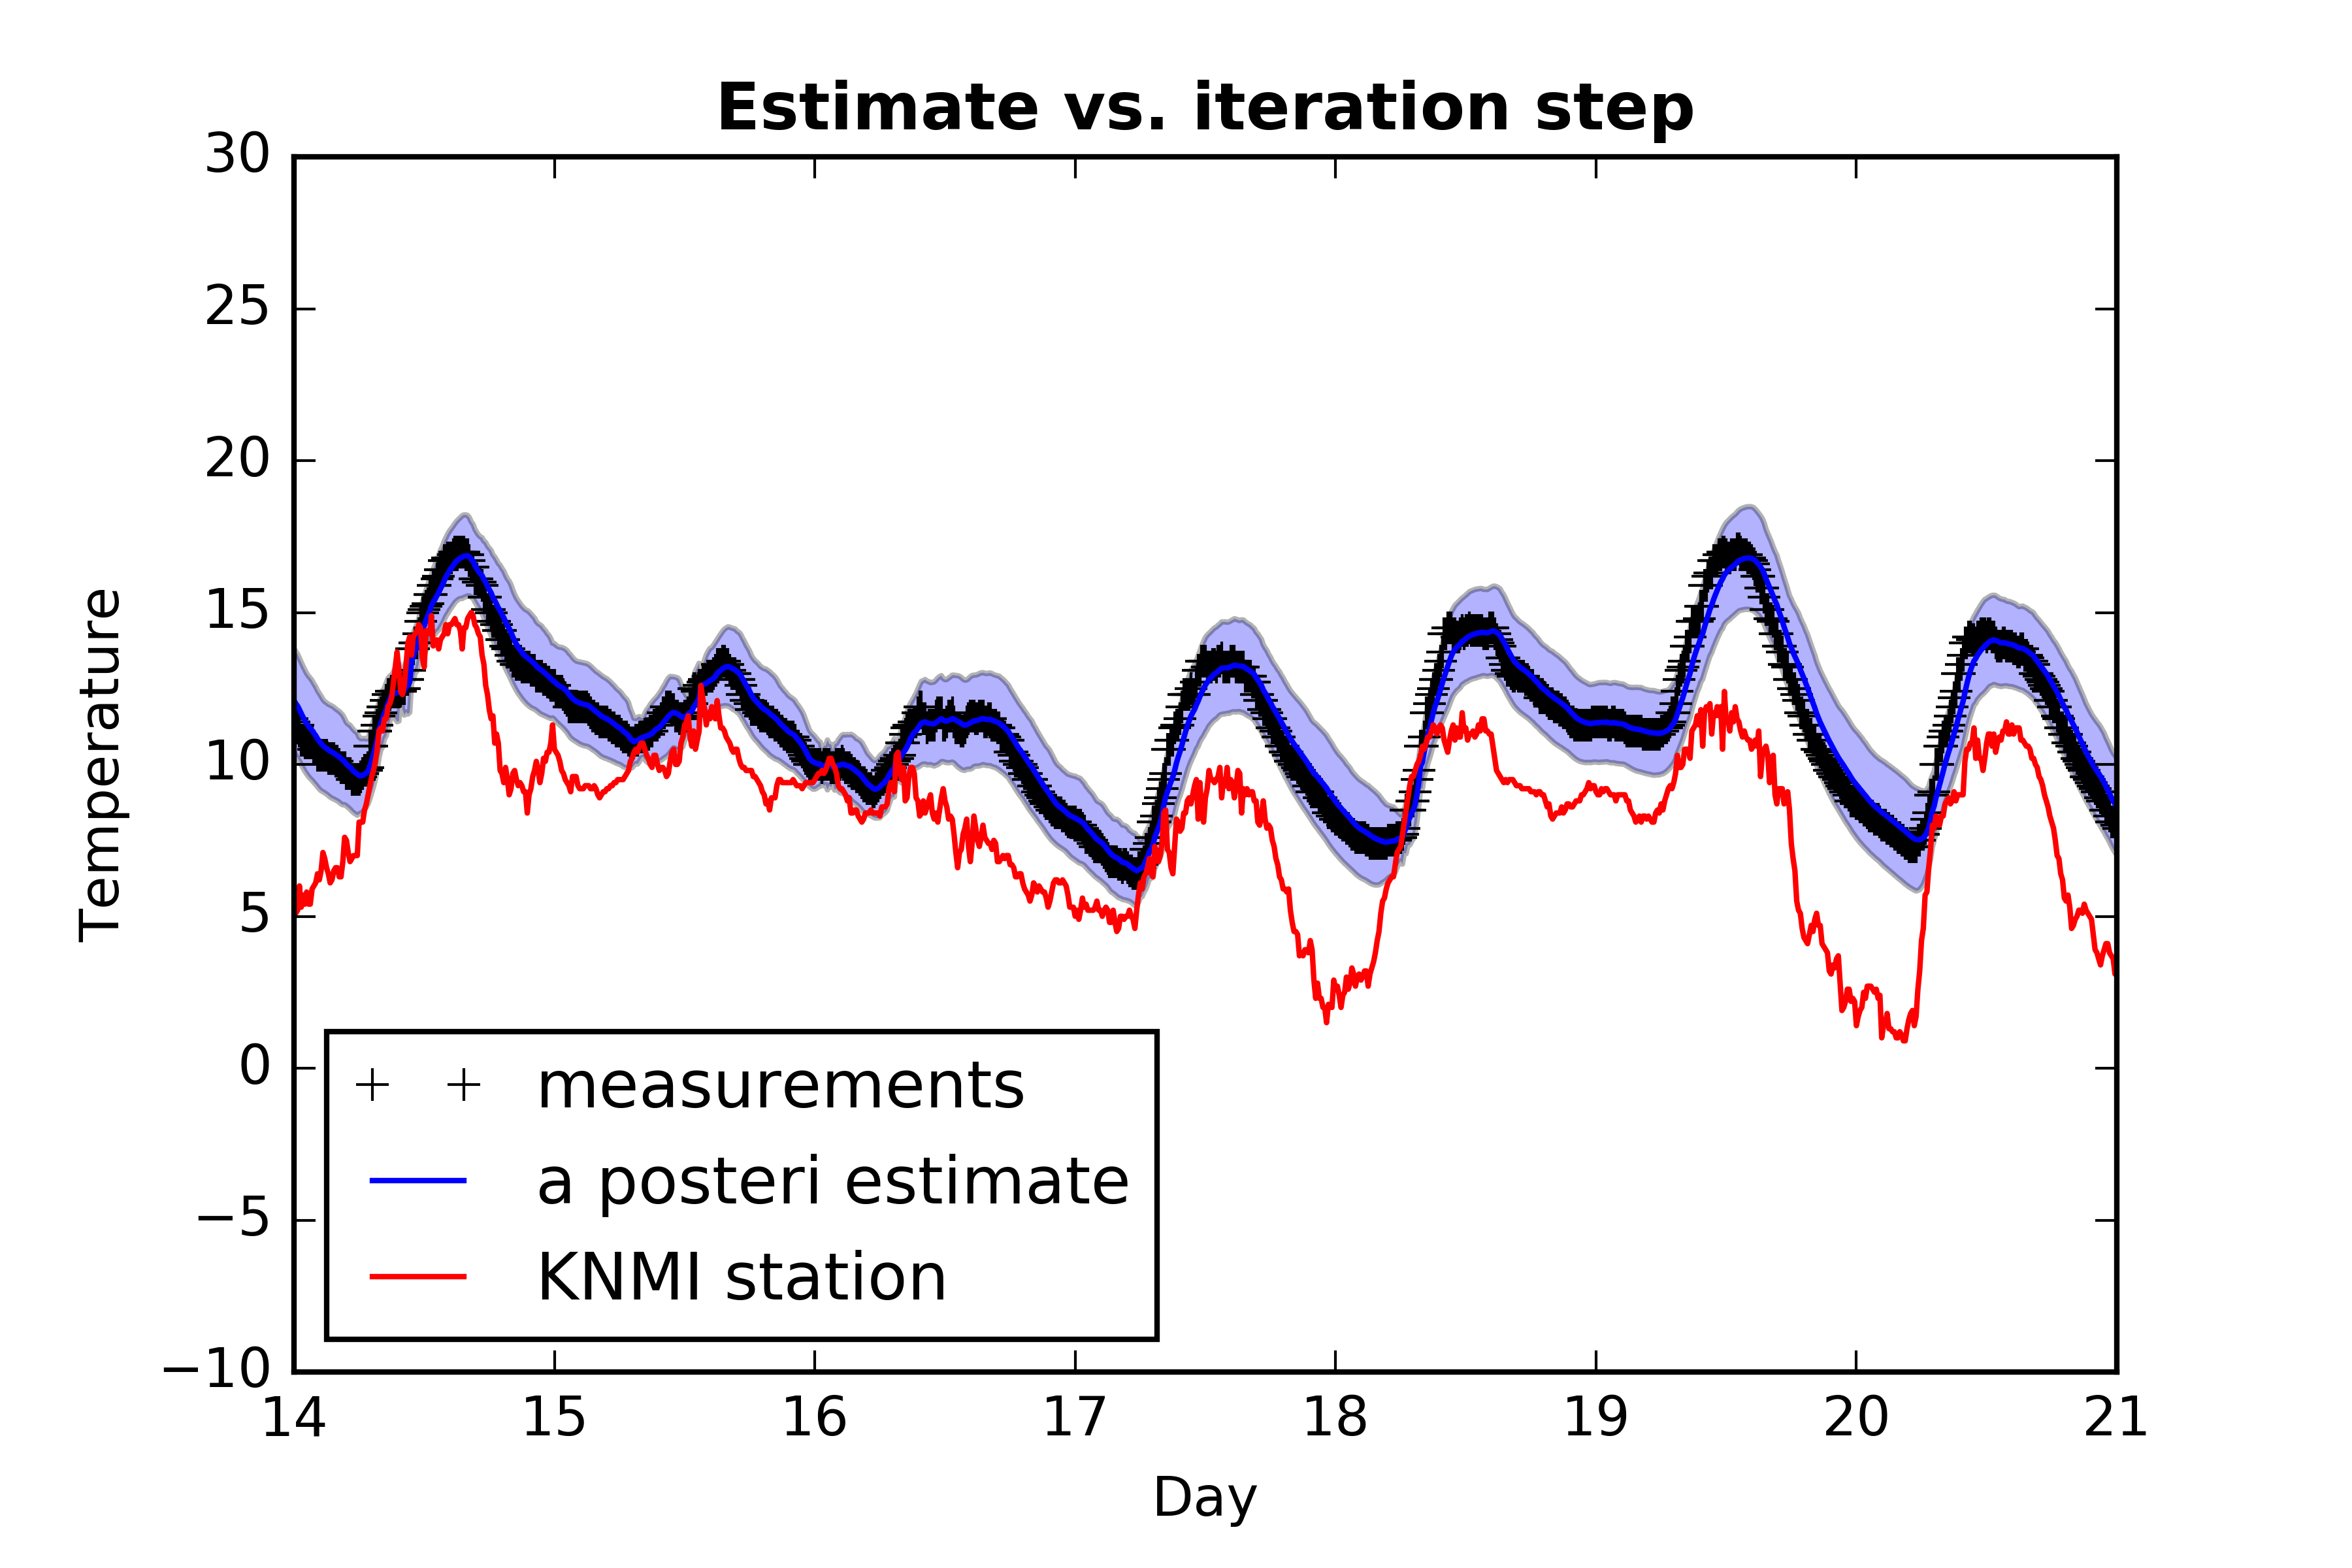 Estimate vs. iteration step
30
25
20
15
10
5
0
−5
−10
Temperature
measurements
a posteri estimate
KNMI station
14 15 16 17 18 19 20 21
Day